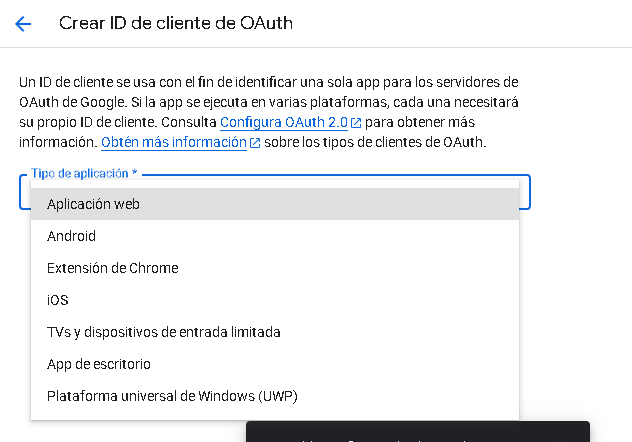 Crear ID de cliente de OAuth
Un ID de cliente se usa con el fin de identificar una sola app para los servidores de
OAuth de Google. Si la app se ejecuta en varias plataformas, cada una necesitará
su propio ID de cliente. Consulta Configura OAuth 2.0 para obtener más
información. Obtén más información sobre los tipos de clientes de OAuth.
Tipo de aplicación *
Aplicación web
Android
Extensión de Chrome
iOS
TVs y dispositivos de entrada limitada
App de escritorio
Plataforma universal de Windows (UWP)